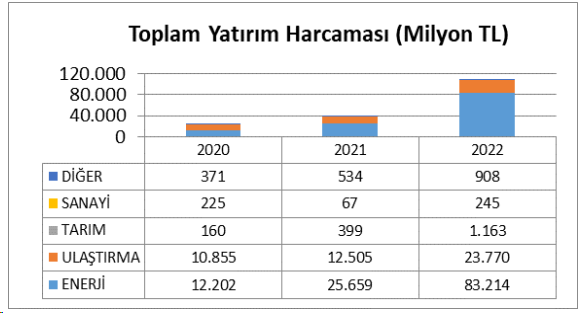 Toplam Yatırım Harcaması (Milyon TL)
120.000
80.000
40.000
0
2020 2021 2022
DİĞER 371 534 908
SANAYİ 225 67 245
TARIM 160 399 1.163
ULAŞTIRMA 10.855 12.505 23.770
ENERJİ 12.202 25.659 83.214